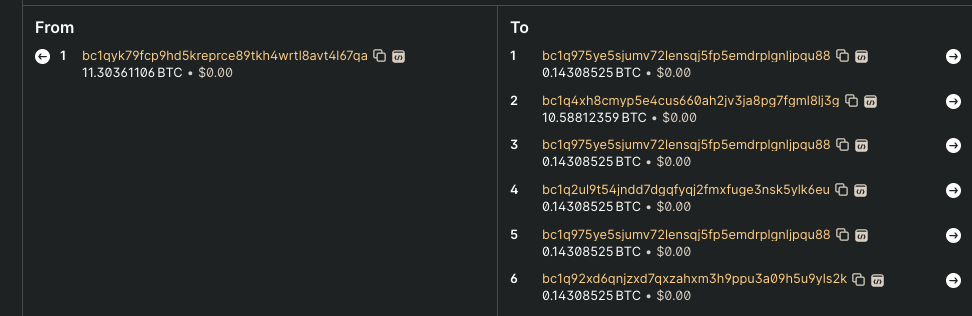 From
1 bc1qyk79fcp9hd5kreprce89tkh4wrtl8avt4l67qa
11.30361106 BTC • $0.00
To
1 bc1q975ye5sjumv72lensqj5fp5emdrplgnljpqu88
0.14308525 BTC • $0.00
2 bc1q4xh8cmyp5e4cus660ah2jv3ja8pg7fgml8lj3g
10.58812359 BTC • $0.00
3 bc1q975ye5sjumv72lensqj5fp5emdrplgnljpqu88
0.14308525 BTC • $0.00
4 bc1q2ul9t54jndd7dgqfyqj2fmxfuge3nsk5ylk6eu
0.14308525 BTC • $0.00
5 bc1q975ye5sjumv72lensqj5fp5emdrplgnljpqu88
0.14308525 BTC • $0.00
6 bc1q92xd6qnjzxd7qxzahxm3h9ppu3a09h5u9yls2k
0.14308525 BTC • $0.00